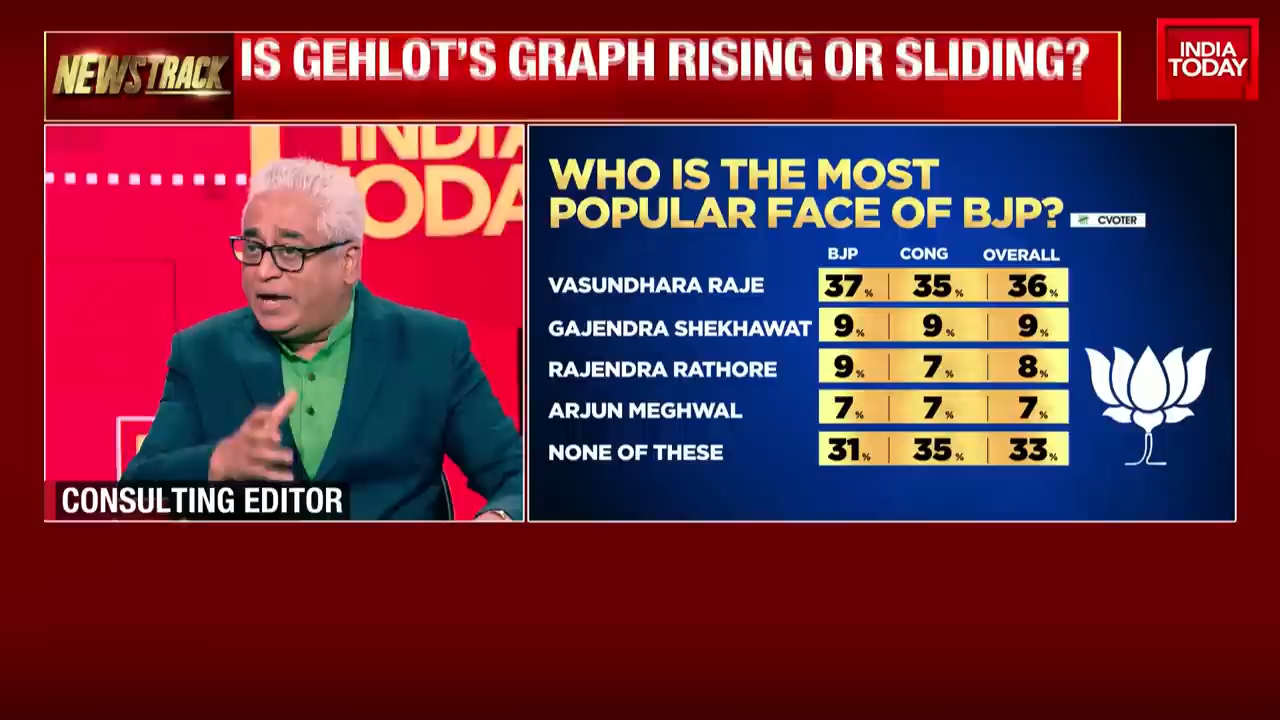 NEWSTRACK
IS GEHLOT'S GRAPH RISING OR SLIDING?
INDIA
TODAY
INDIA
TODA
CONSULTING EDITOR
WHO IS THE MOST
POPULAR FACE OF BJP?
CVOTER
BJP CONG OVERALL
VASUNDHARA RAJE 37% 35% 36%
GAJENDRA SHEKHAWAT 9% 9% 9%
RAJENDRA RATHORE 9% 7% 8%
ARJUN MEGHWAL 7% 7% 7%
NONE OF THESE 31% 35% 33%